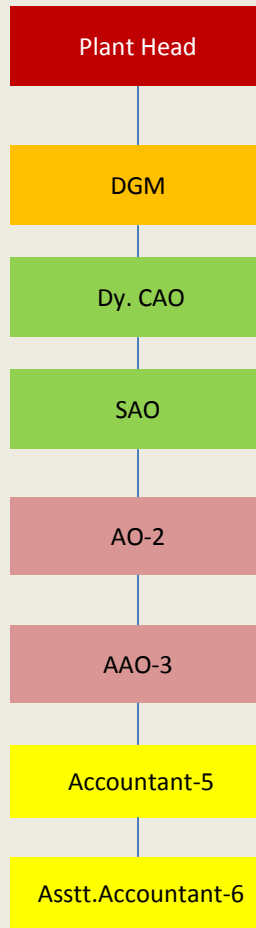 Plant Head
DGM
Dy. CAO
SAO
AO-2
AAO-3
Accountant-5
Asstt.Accountant-6